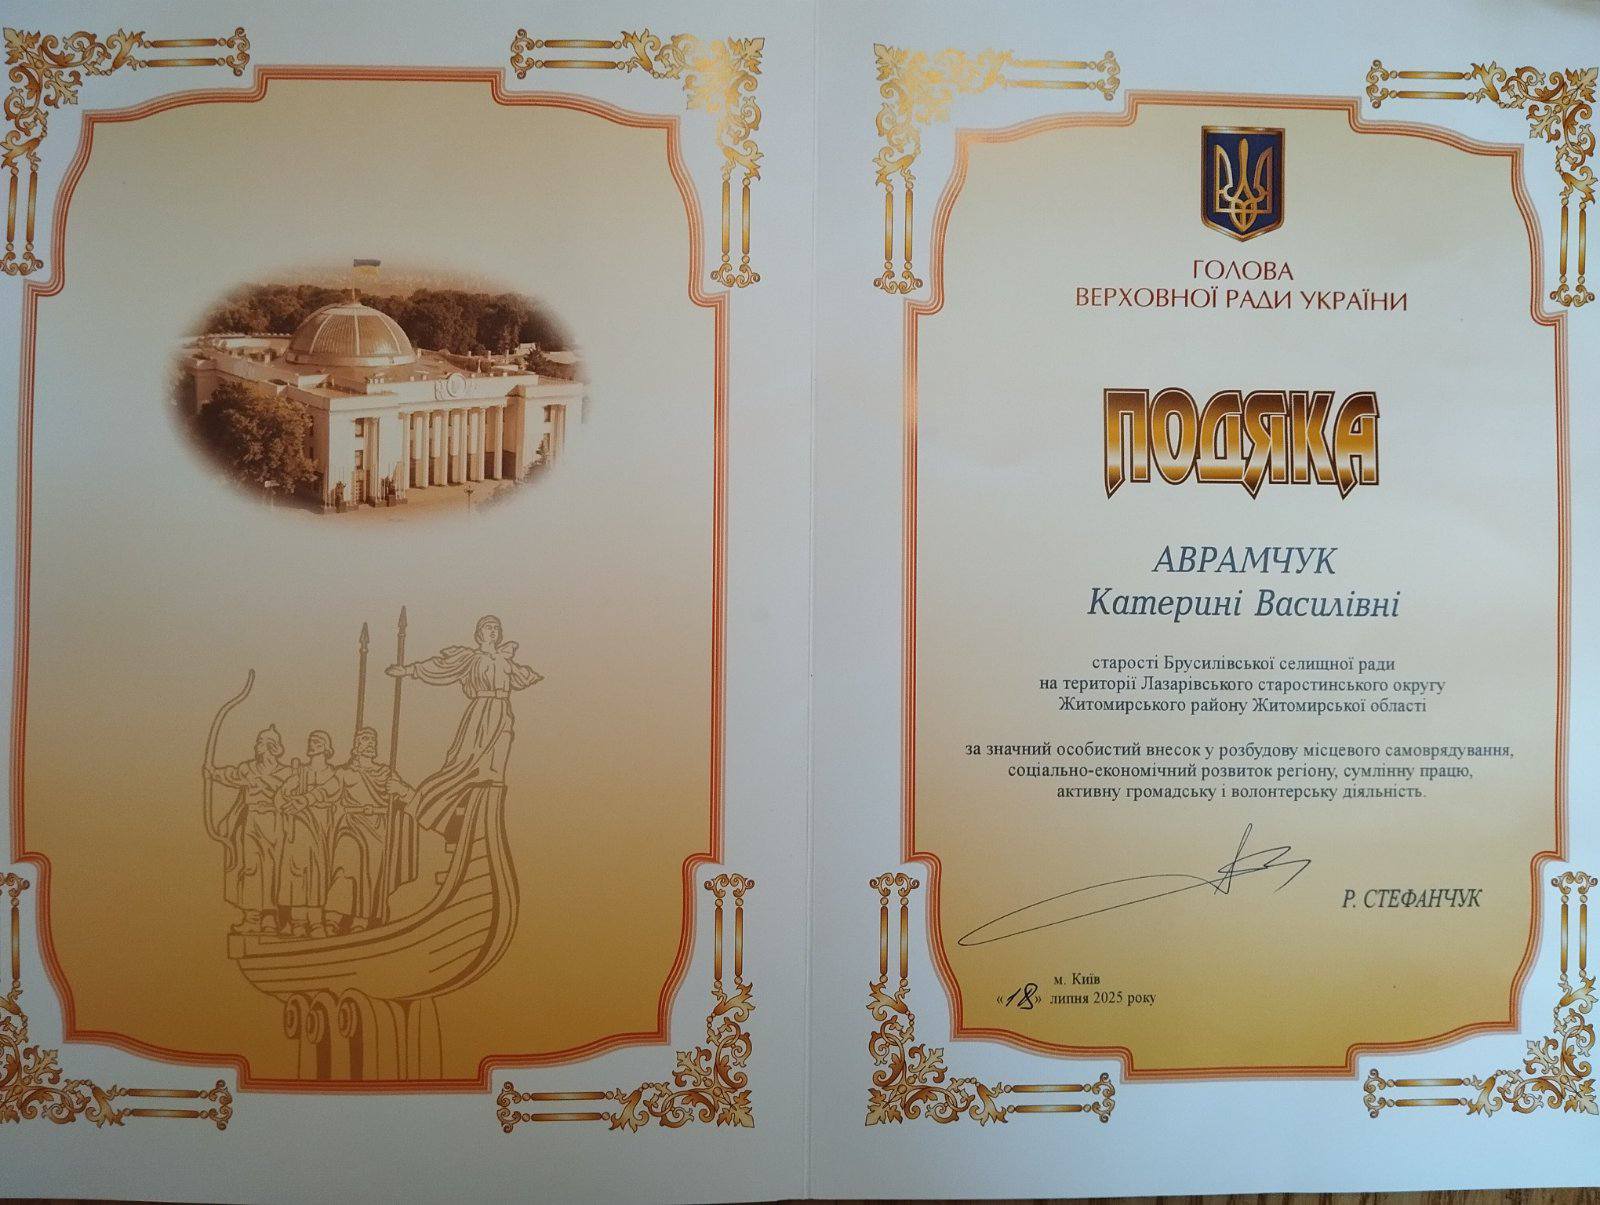 ГОЛОВА
ВЕРХОВНОЇ РАДИ УКРАЇНИ
ПОДЯКА
АВРАМЧУК
Катерині Василівні
старості Брусилівської селищної ради
на території Лазарівського старостинського округу
Житомирського району Житомирської області
за значний особистий внесок у розбудову місцевого самоврядування,
соціально-економічний розвиток регіону, сумлінну працю,
активну громадську і волонтерську діяльність.
Р. СТЕФАНЧУК
м. Київ
«18» липня 2025 року